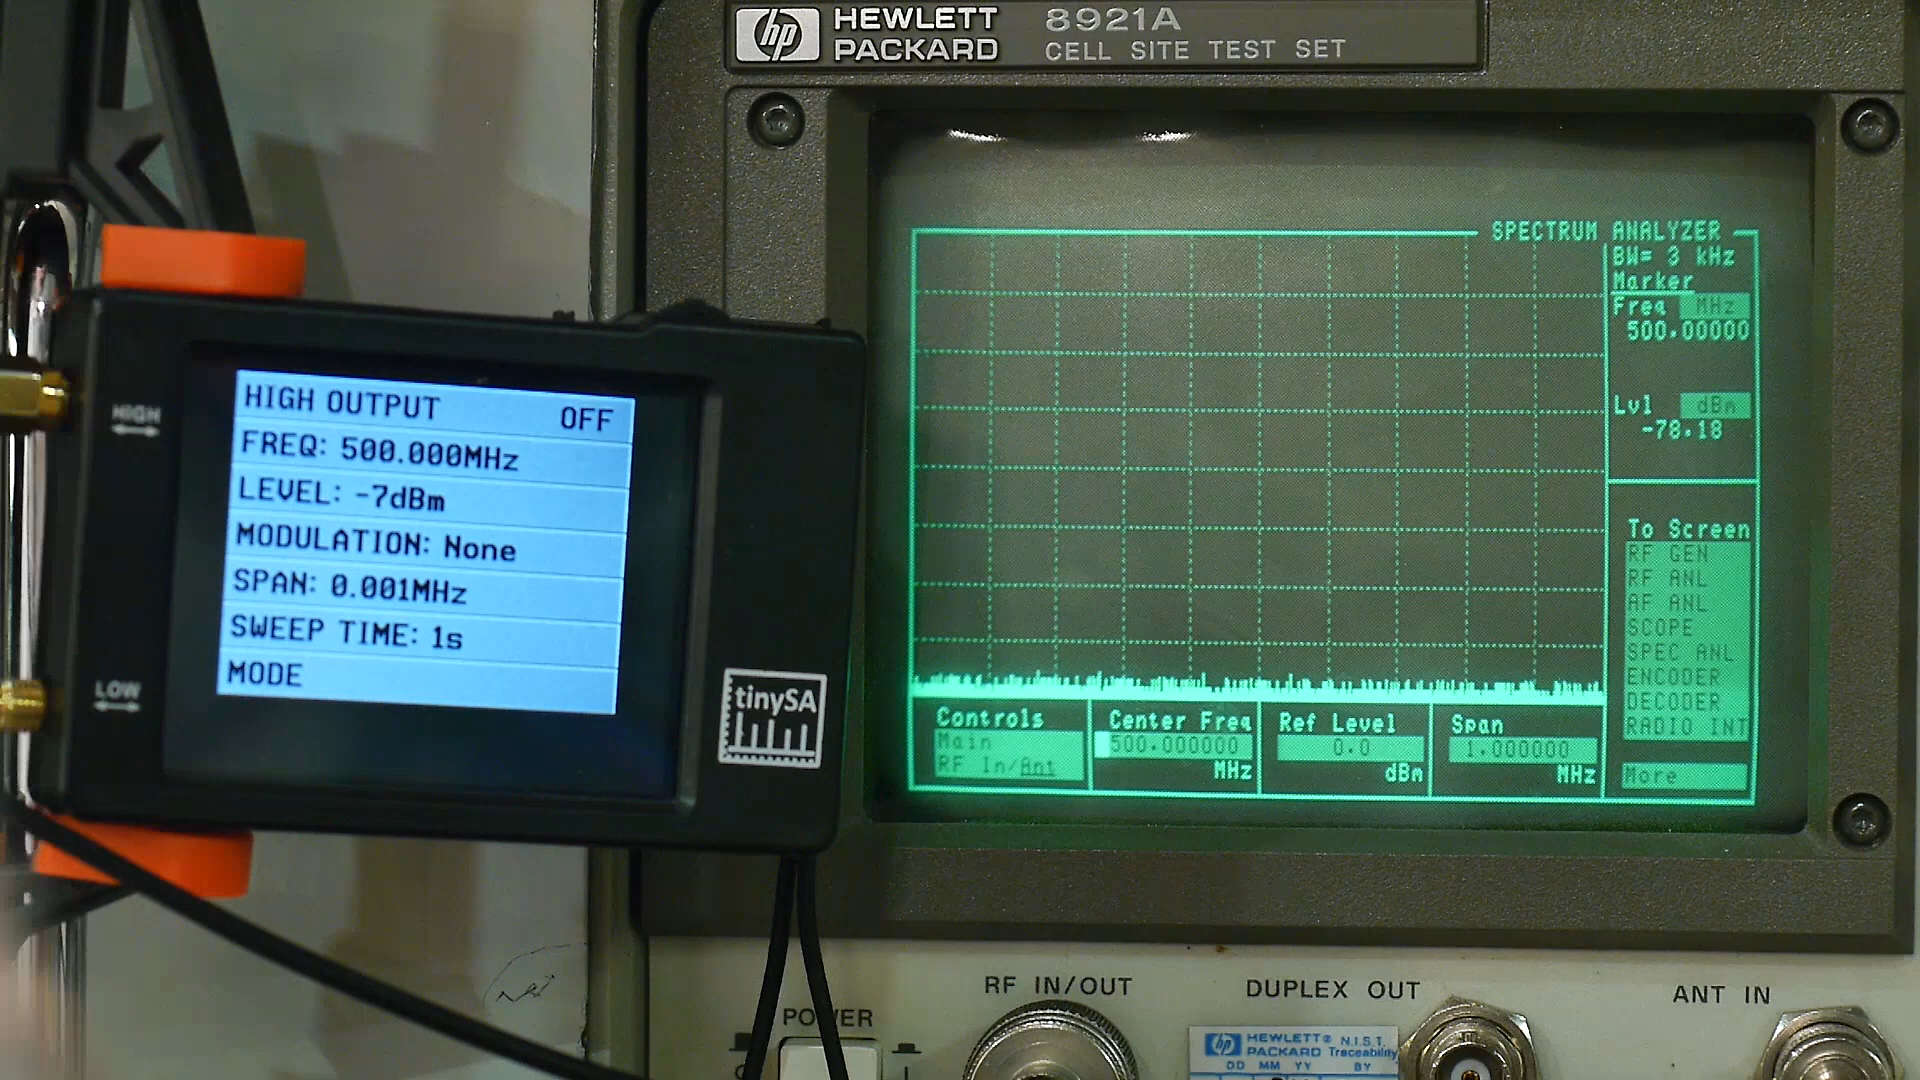 hp HEWLETT PACKARD 8921A
CELL SITE TEST SET
HIGH
LOW
HIGH OUTPUT OFF
FREQ: 500.000MHz
LEVEL: -7dBm
MODULATION: None
SPAN: 0.001MHz
SWEEP TIME: 1s
MODE
tinySA
SPECTRUM ANALYZER
BW= 3 kHz
Marker
Freq MHz
500.00000
Lvl dBm
-78.18
To Screen
RF GEN
RF ANL
AF ANL
SCOPE
SPEC ANL
ENCODER
DECODER
RADIO INT
More
Controls
Main
RF In/Ant
Center Freq
500.000000
MHz
Ref Level
0.0
dBm
Span
1.000000
MHz
POWER
RF IN/OUT
DUPLEX OUT
ANT IN
hp HEWLETT® PACKARD N.I.S.T. Traceability
DD MM YY BY